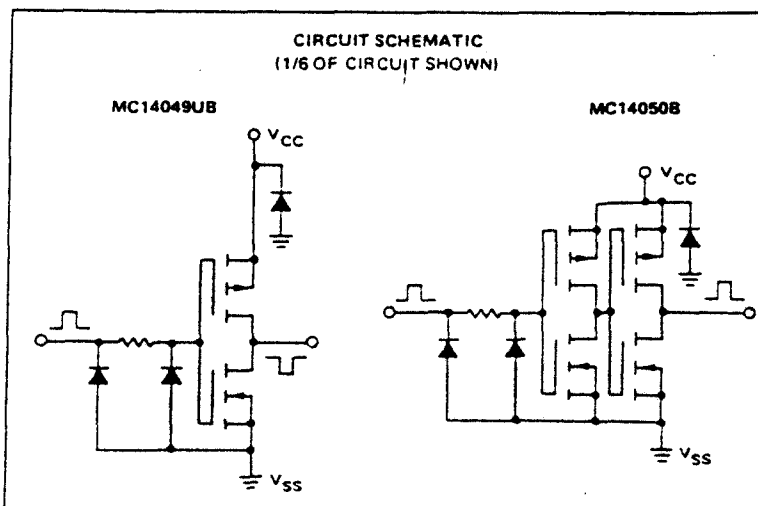 CIRCUIT SCHEMATIC
(1/6 OF CIRCUIT SHOWN)
MC14049UB
MC14050B
VCC
VCC
VSS
VSS